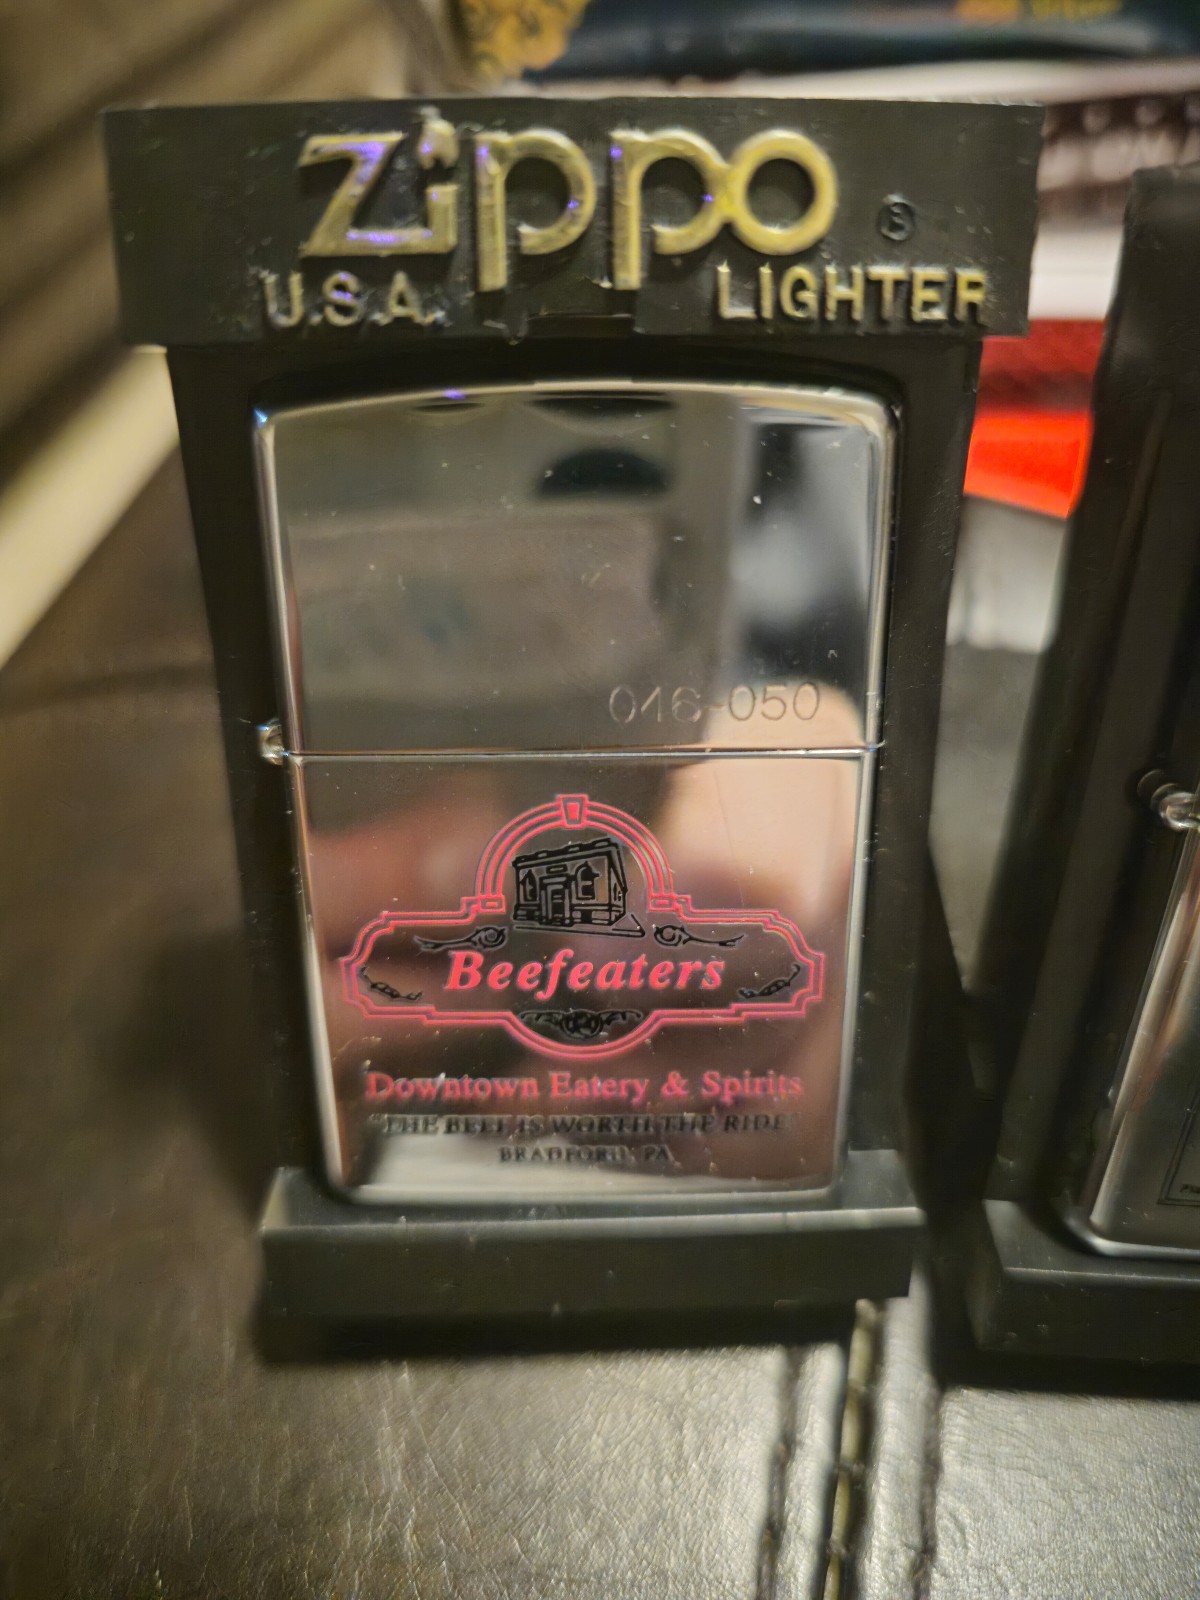 Zippo ®
U.S.A. LIGHTER
046-050
Beefeaters
Downtown Eatery & Spirits
"THE BEEF IS WORTH THE RIDE"
BRADFORD, PA